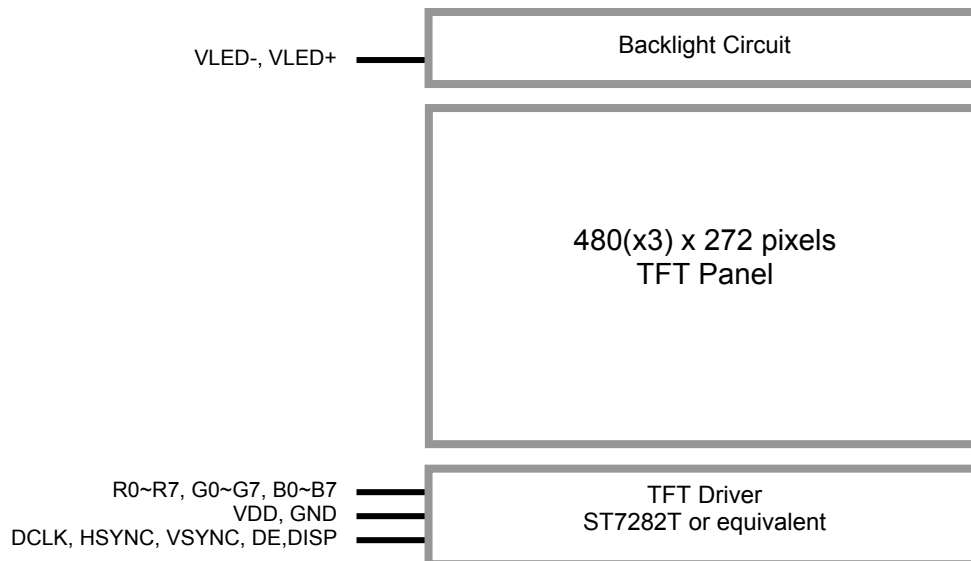 Backlight Circuit
VLED-, VLED+
480(x3) x 272 pixels
TFT Panel
R0~R7, G0~G7, B0~B7
VDD, GND
DCLK, HSYNC, VSYNC, DE,DISP
TFT Driver
ST7282T or equivalent